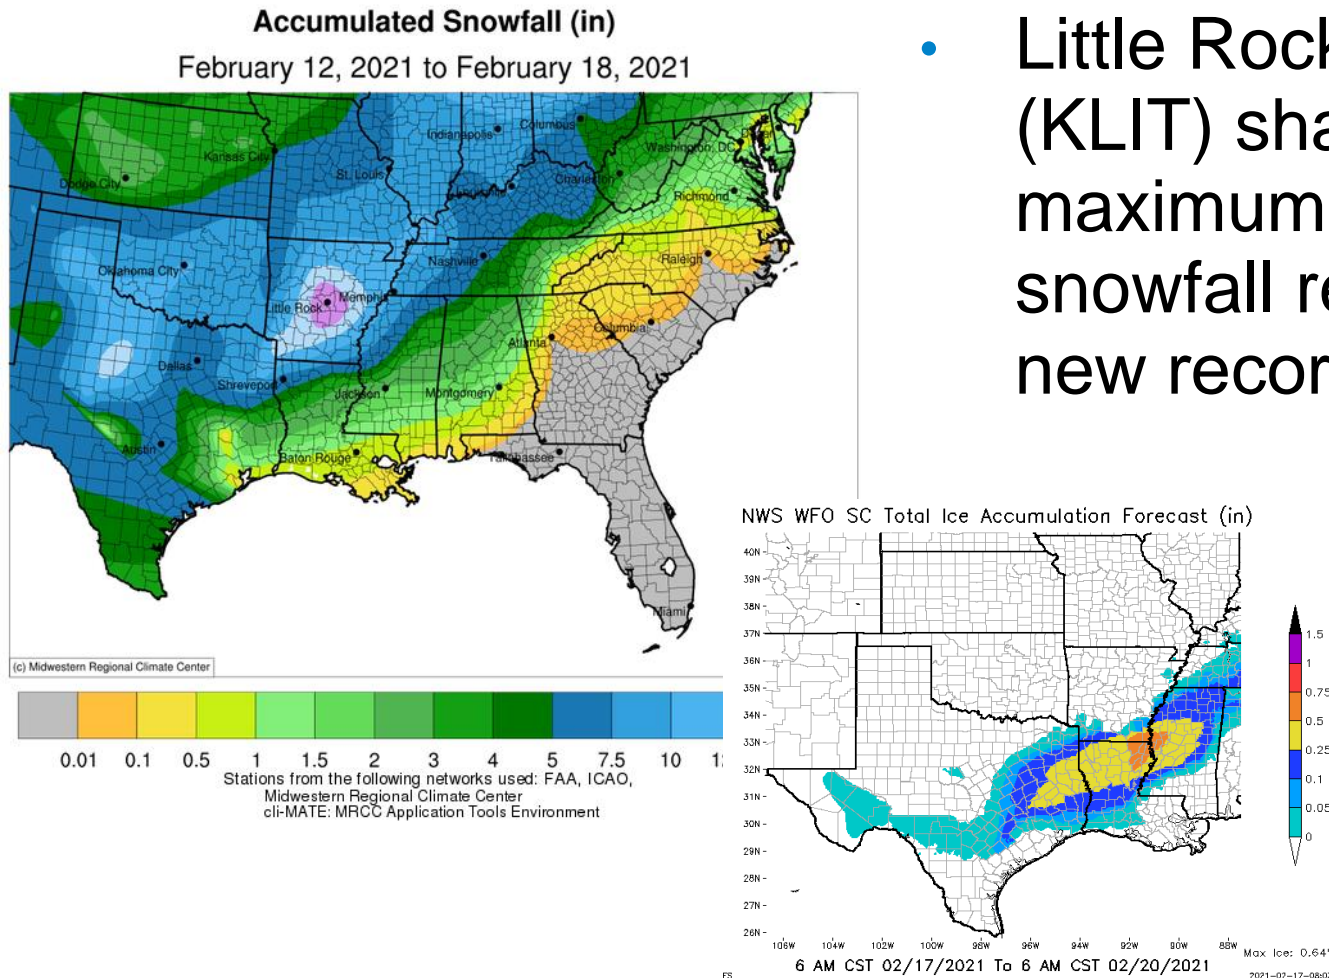 Accumulated Snowfall (in)
February 12, 2021 to February 18, 2021
Indianapolis
Columbus
Kansas City
Washington, DC
St. Louis
Dodge City
Charleston
Richmond
Nashville
Raleigh
Oklahoma City
Memphis
Little Rock
Columbia
Atlanta
Dallas
Shreveport
Jackson
Montgomery
Austin
Baton Rouge
Tallahassee
Miami
(c) Midwestern Regional Climate Center
0.01 0.1 0.5 1 1.5 2 3 4 5 7.5 10
Stations from the following networks used: FAA, ICAO,
Midwestern Regional Climate Center
cli-MATE: MRCC Application Tools Environment
• Little Rock
(KLIT) sha
maximum
snowfall re
new recor
NWS WFO SC Total Ice Accumulation Forecast (in)
40N
39N
38N
37N
36N
35N
34N
33N
32N
31N
30N
29N
28N
27N
26N
106W 104W 102W 100W 98W 96W 94W 92W 90W 88W
1.5
1
0.75
0.5
0.25
0.1
0.05
0
Max Ice: 0.64"
6 AM CST 02/17/2021 To 6 AM CST 02/20/2021
FS